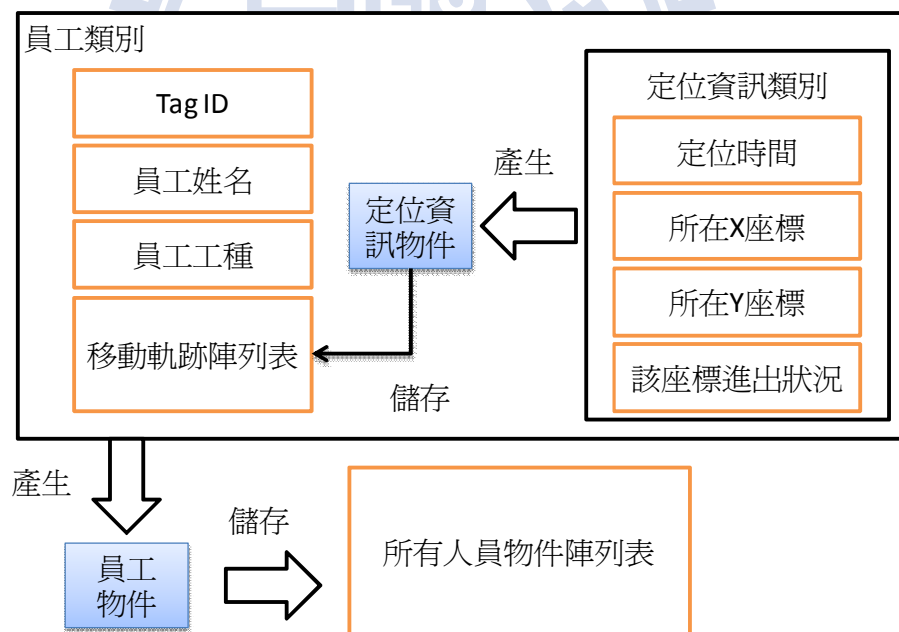 員工類別
Tag ID
員工姓名
員工工種
移動軌跡陣列表
定位資
訊物件
產生
儲存
定位資訊類別
定位時間
所在X座標
所在Y座標
該座標進出狀況
產生
員工
物件
儲存
所有人員物件陣列表